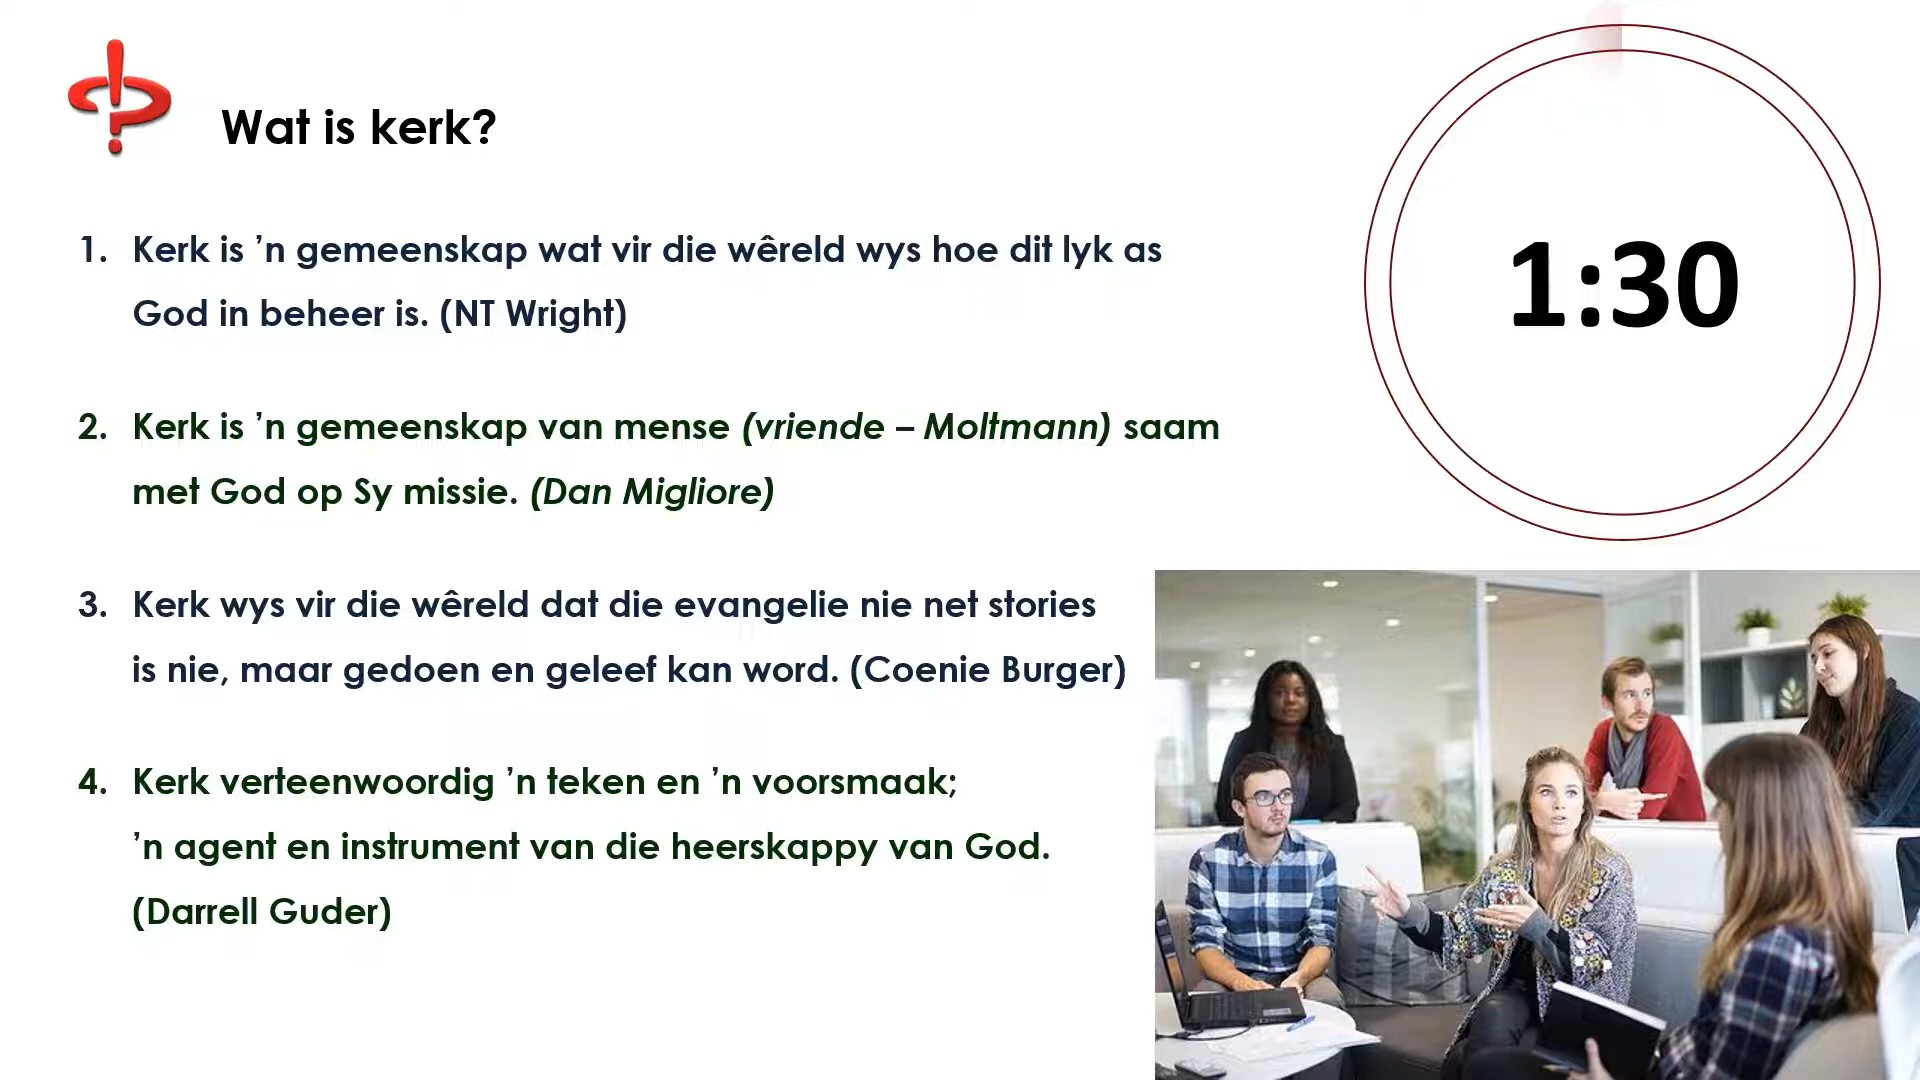 Wat is kerk?
1. Kerk is ’n gemeenskap wat vir die wêreld wys hoe dit lyk as
God in beheer is. (NT Wright)
2. Kerk is ’n gemeenskap van mense (vriende – Moltmann) saam
met God op Sy missie. (Dan Migliore)
3. Kerk wys vir die wêreld dat die evangelie nie net stories
is nie, maar gedoen en geleef kan word. (Coenie Burger)
4. Kerk verteenwoordig ’n teken en ’n voorsmaak;
’n agent en instrument van die heerskappy van God.
(Darrell Guder)
1:30